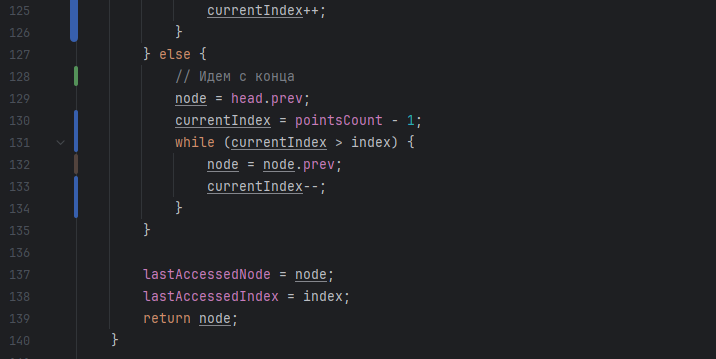 125 currentIndex++;
126 }
127 } else {
128 // Идем с конца
129 node = head.prev;
130 currentIndex = pointsCount - 1;
131 while (currentIndex > index) {
132 node = node.prev;
133 currentIndex--;
134 }
135 }
136
137 lastAccessedNode = node;
138 lastAccessedIndex = index;
139 return node;
140 }